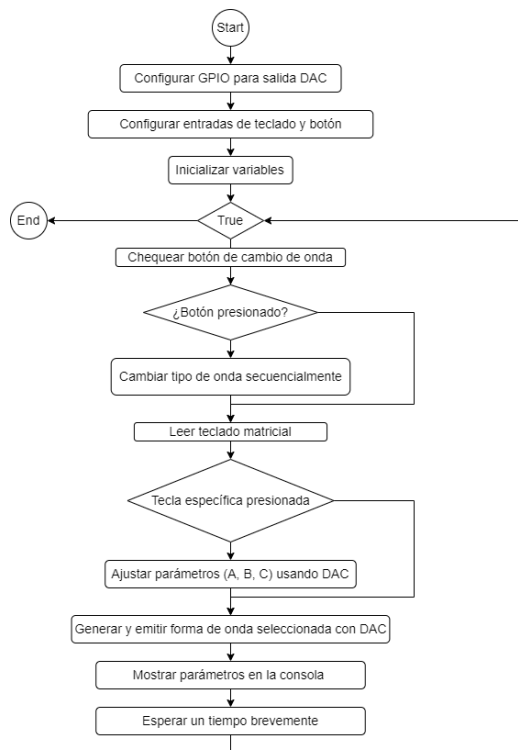 Start
Configurar GPIO para salida DAC
Configurar entradas de teclado y botón
Inicializar variables
End
True
Chequear botón de cambio de onda
¿Botón presionado?
Cambiar tipo de onda secuencialmente
Leer teclado matricial
Tecla específica presionada
Ajustar parámetros (A, B, C) usando DAC
Generar y emitir forma de onda seleccionada con DAC
Mostrar parámetros en la consola
Esperar un tiempo brevemente